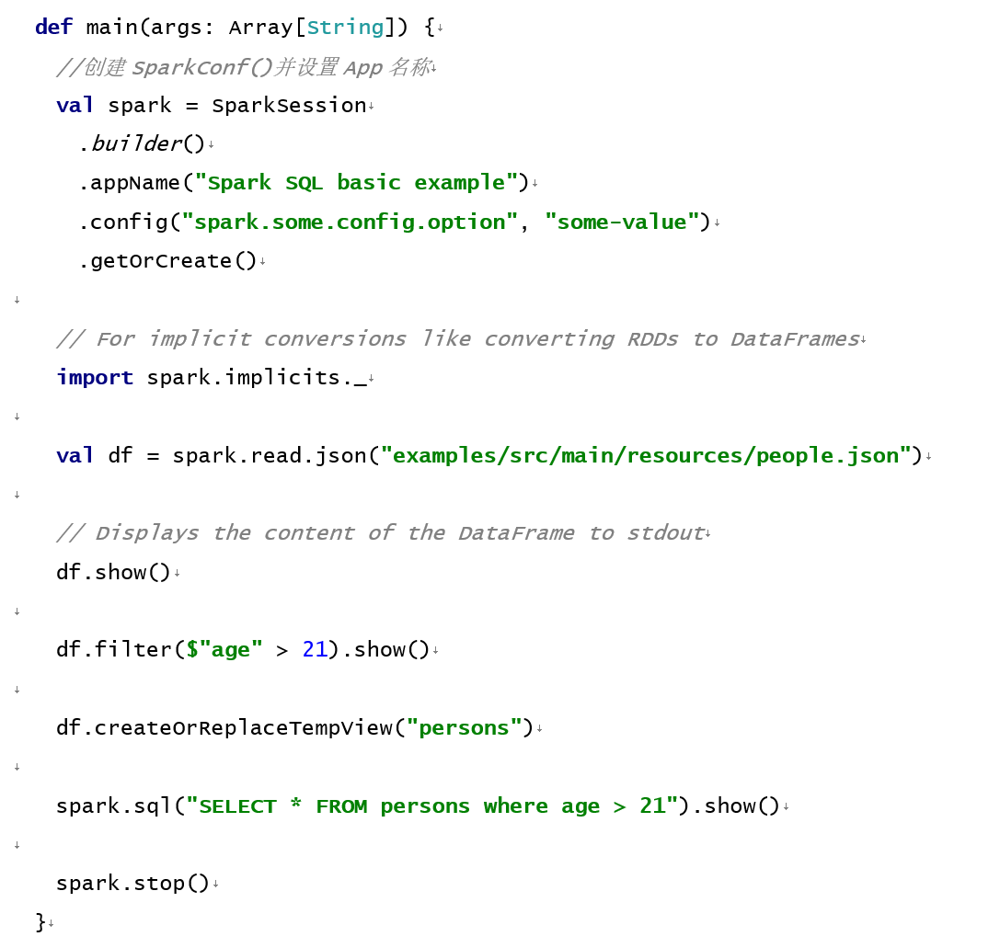 def main(args: Array[String]) {↓
//创建 SparkConf()并设置 App 名称↓
val spark = SparkSession↓
.builder()↓
.appName("Spark SQL basic example")↓
.config("spark.some.config.option", "some-value")↓
.getOrCreate()↓
↓
// For implicit conversions like converting RDDs to DataFrames↓
import spark.implicits._↓
↓
val df = spark.read.json("examples/src/main/resources/people.json")↓
↓
// Displays the content of the DataFrame to stdout↓
df.show()↓
↓
df.filter($"age" > 21).show()↓
↓
df.createOrReplaceTempView("persons")↓
↓
spark.sql("SELECT * FROM persons where age > 21").show()↓
↓
spark.stop()↓
}↓